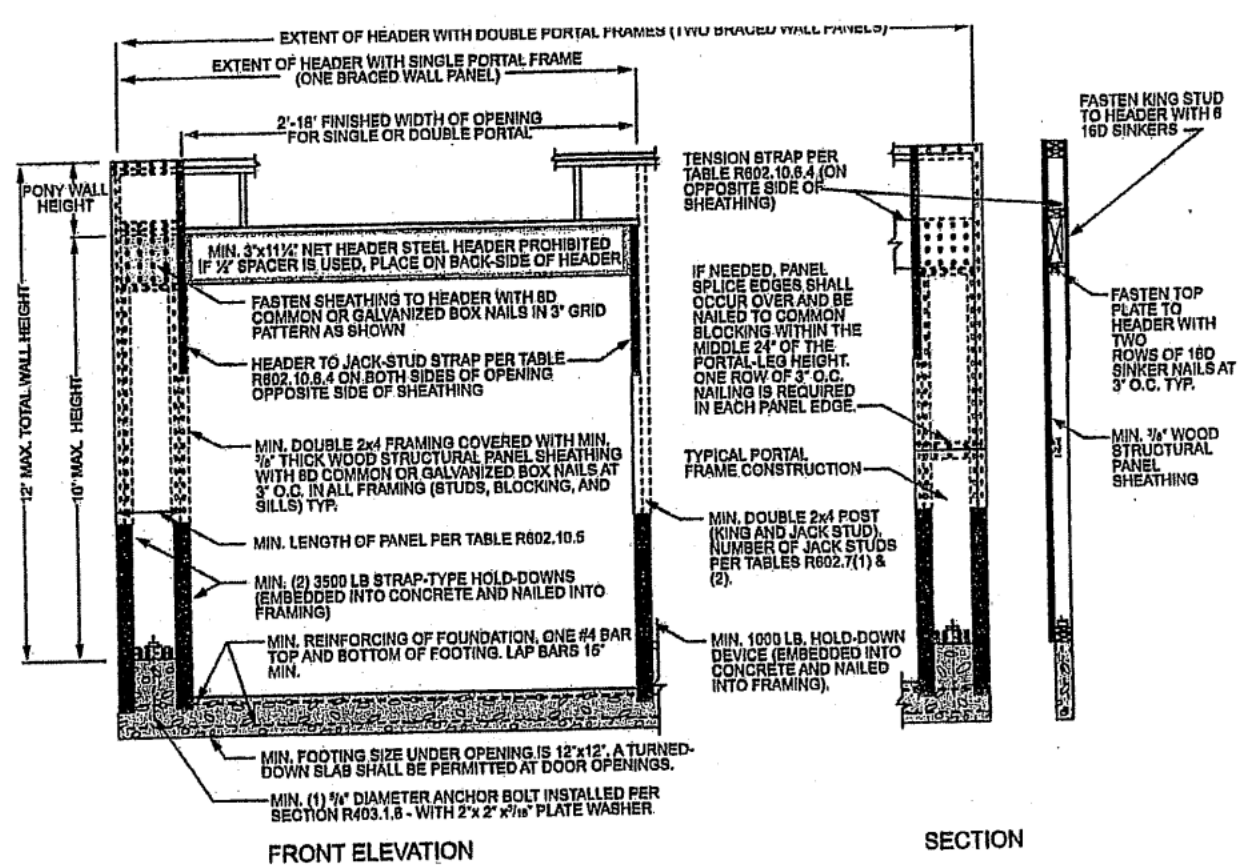 EXTENT OF HEADER WITH DOUBLE PORTAL FRAMES (TWO BRACED WALL PANELS)
EXTENT OF HEADER WITH SINGLE PORTAL FRAME
(ONE BRACED WALL PANEL)
2'-18' FINISHED WIDTH OF OPENING
FOR SINGLE OR DOUBLE PORTAL
PONY WALL
HEIGHT
12' MAX. TOTAL WALL HEIGHT
10' MAX. HEIGHT
MIN. 3"x11¼" NET HEADER STEEL HEADER PROHIBITED
IF ½" SPACER IS USED, PLACE ON BACK-SIDE OF HEADER
FASTEN SHEATHING TO HEADER WITH 8D
COMMON OR GALVANIZED BOX NAILS IN 3" GRID
PATTERN AS SHOWN
HEADER TO JACK-STUD STRAP PER TABLE
R602.10.6.4 ON BOTH SIDES OF OPENING
OPPOSITE SIDE OF SHEATHING
MIN. DOUBLE 2x4 FRAMING COVERED WITH MIN.
3/8" THICK WOOD STRUCTURAL PANEL SHEATHING
WITH 8D COMMON OR GALVANIZED BOX NAILS AT
3" O.C. IN ALL FRAMING (STUDS, BLOCKING, AND
SILLS) TYP.
MIN. LENGTH OF PANEL PER TABLE R602.10.5
MIN. (2) 3500 LB STRAP-TYPE HOLD-DOWNS
(EMBEDDED INTO CONCRETE AND NAILED INTO
FRAMING)
MIN. REINFORCING OF FOUNDATION, ONE #4 BAR
TOP AND BOTTOM OF FOOTING. LAP BARS 15"
MIN.
MIN. FOOTING SIZE UNDER OPENING IS 12"x12". A TURNED-
DOWN SLAB SHALL BE PERMITTED AT DOOR OPENINGS.
MIN. (1) 5/8" DIAMETER ANCHOR BOLT INSTALLED PER
SECTION R403.1.6 - WITH 2"x 2" x3/16" PLATE WASHER
FRONT ELEVATION
TENSION STRAP PER
TABLE R602.10.6.4 (ON
OPPOSITE SIDE OF
SHEATHING)
IF NEEDED, PANEL
SPLICE EDGES SHALL
OCCUR OVER AND BE
NAILED TO COMMON
BLOCKING WITHIN THE
MIDDLE 24" OF THE
PORTAL-LEG HEIGHT.
ONE ROW OF 3" O.C.
NAILING IS REQUIRED
IN EACH PANEL EDGE.
TYPICAL PORTAL
FRAME CONSTRUCTION
MIN. DOUBLE 2x4 POST
(KING AND JACK STUD).
NUMBER OF JACK STUDS
PER TABLES R602.7(1) &
(2).
MIN. 1000 LB. HOLD-DOWN
DEVICE (EMBEDDED INTO
CONCRETE AND NAILED
INTO FRAMING).
FASTEN KING STUD
TO HEADER WITH 6
16D SINKERS
FASTEN TOP
PLATE TO
HEADER WITH
TWO
ROWS OF 16D
SINKER NAILS AT
3" O.C. TYP.
MIN. 3/8" WOOD
STRUCTURAL
PANEL
SHEATHING
SECTION